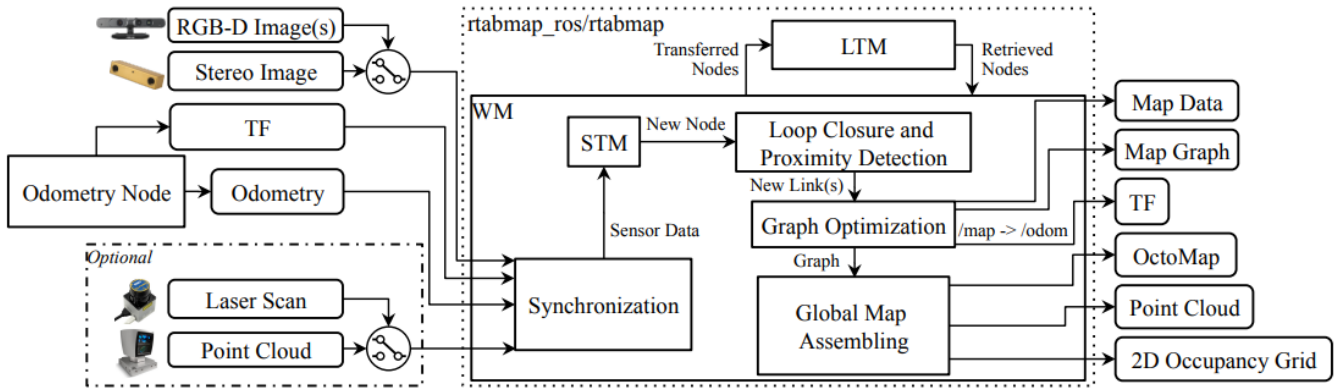 RGB-D Image(s)
Stereo Image
TF
Odometry Node
Odometry
Optional
Laser Scan
Point Cloud
rtabmap_ros/rtabmap
Transferred
Nodes
LTM
Retrieved
Nodes
WM
STM
New Node
Loop Closure and
Proximity Detection
New Link(s)
Sensor Data
Graph Optimization
/map -> /odom
Graph
Synchronization
Global Map
Assembling
Map Data
Map Graph
TF
OctoMap
Point Cloud
2D Occupancy Grid